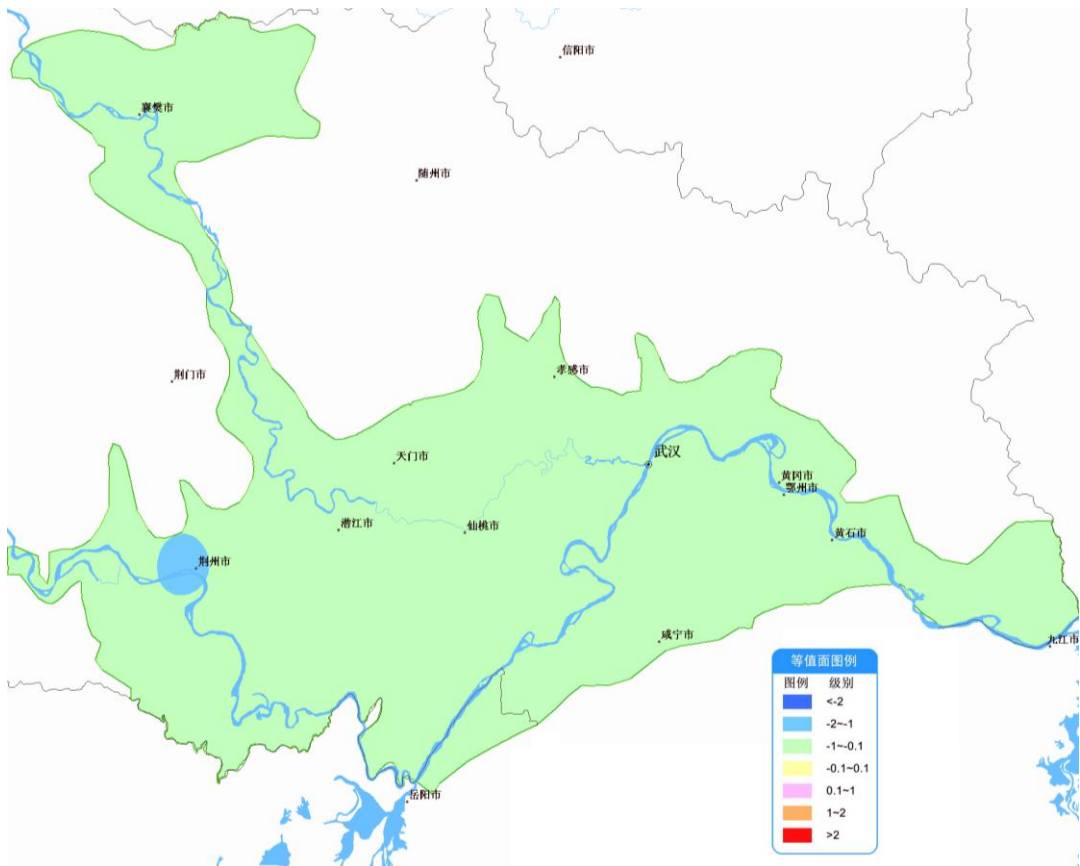 信阳市
襄樊市
随州市
荆门市
孝感市
天门市
武汉
黄冈市
鄂州市
潜江市
仙桃市
黄石市
荆州市
咸宁市
九江市
岳阳市
等值面图例
图例 级别
<-2
-2~-1
-1~-0.1
-0.1~0.1
0.1~1
1~2
>2